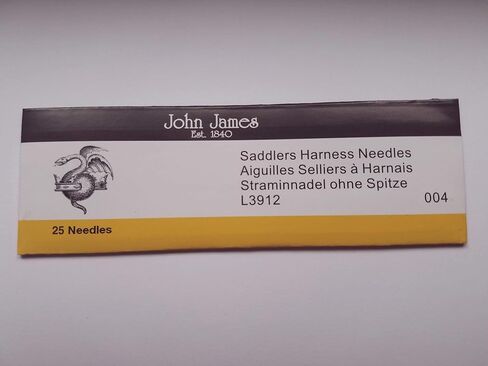 John James
Est. 1840
Saddlers Harness Needles
Aiguilles Selliers à Harnais
Straminnadel ohne Spitze
L3912 004
25 Needles